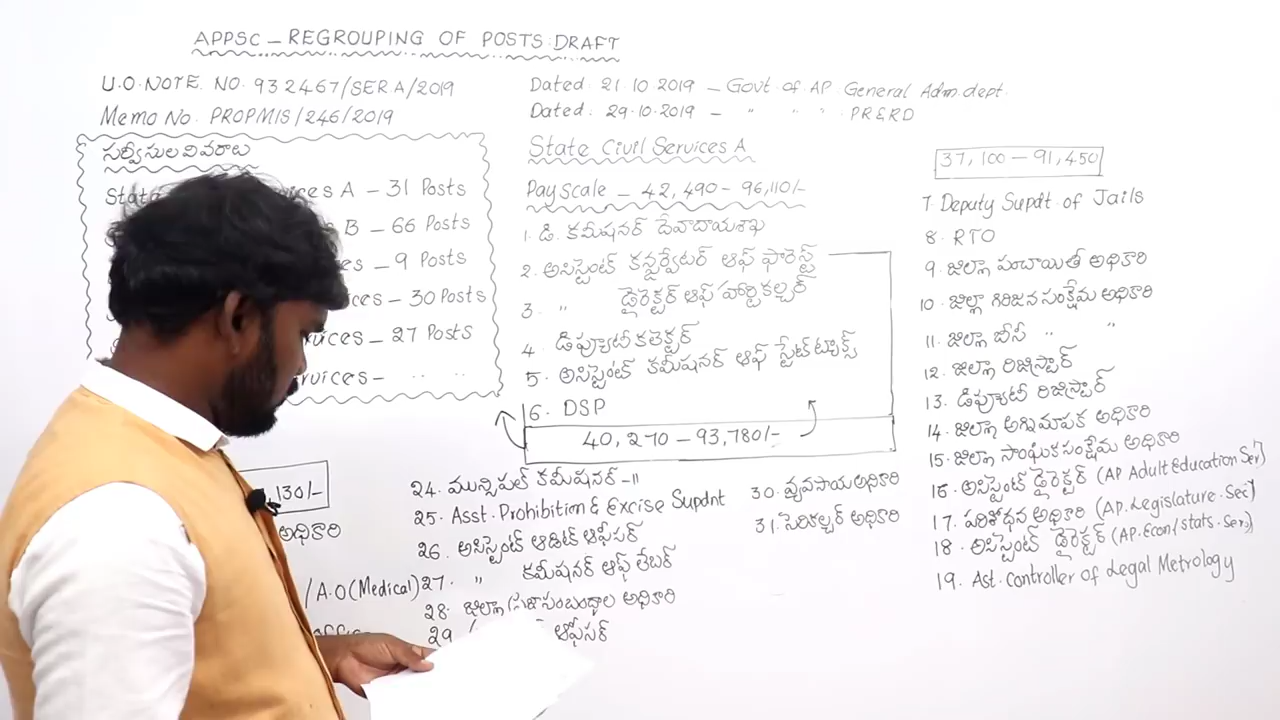 APPSC – REGROUPING OF POSTS : DRAFT
U.O. NOTE. NO. 932467/SER A/2019
Dated: 21.10.2019 – Govt of AP General Adm. dept.
Memo No. PROPMIS/246/2019
Dated: 29.10.2019 – " " " PR&RD
సర్వీసుల వివరాలు
State
ices A – 31 Posts
B – 66 Posts
es – 9 Posts
ices – 30 Posts
vices – 27 Posts
rvices – " "
State Civil Services A
Pay scale – 42,490 – 96,110/-
1. డి. కమీషనర్ దేవాదాయశాఖ
2. అసిస్టెంట్ కన్జర్వేటర్ ఆఫ్ ఫారెస్ట్
3. " డైరెక్టర్ ఆఫ్ హార్టికల్చర్
4. డిప్యూటీ కలెక్టర్
5. అసిస్టెంట్ కమీషనర్ ఆఫ్ స్టేట్ ట్యాక్స్
6. DSP
40,270 – 93,780/-
37,100 – 91,450
7. Deputy Supdt. of Jails
8. RTO
9. జిల్లా పంచాయితీ అధికారి
10. జిల్లా గిరిజన సంక్షేమ అధికారి
11. జిల్లా బీసీ " "
12. జిల్లా రిజిస్ట్రార్
13. డిప్యూటీ రిజిస్ట్రార్
14. జిల్లా అగ్నిమాపక అధికారి
15. జిల్లా సాంఘిక సంక్షేమ అధికారి
16. అసిస్టెంట్ డైరెక్టర్ (AP Adult Education Ser)
17. పరిశోధన అధికారి (AP. Legislature. Sec)
18. అసిస్టెంట్ డైరెక్టర్ (AP. Econ/stats. Ser)
19. Ast. Controller of Legal Metrology
,130/-
అధికారి
/A.O (Medical)
24. మున్సిపల్ కమీషనర్ – II
25. Asst. Prohibition & Excise Supdnt
26. అసిస్టెంట్ ఆడిట్ ఆఫీసర్
27. " కమీషనర్ ఆఫ్ లేబర్
28. జిల్లా ప్రజాసంబంధాల అధికారి
29 ఆఫీసర్
30. వ్యవసాయ అధికారి
31. సెరికల్చర్ అధికారి